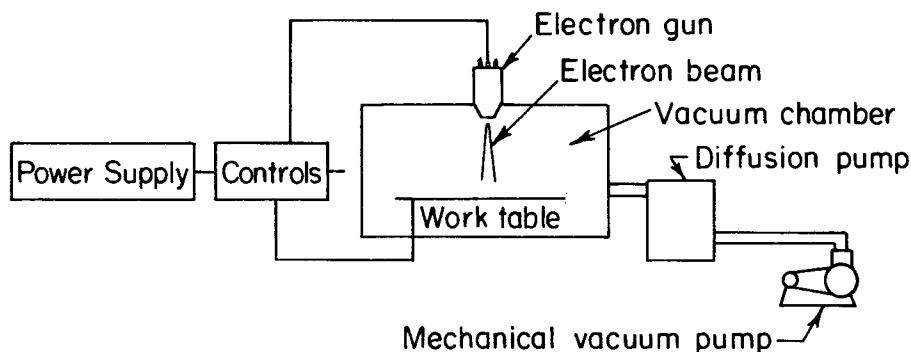 Electron gun
Electron beam
Vacuum chamber
Diffusion pump
Power Supply
Controls
Work table
Mechanical vacuum pump